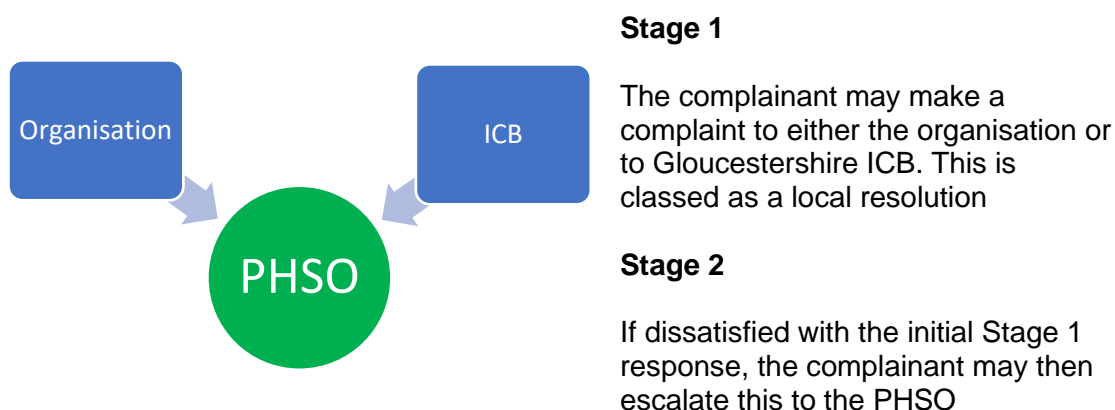 Organisation
ICB
PHSO
Stage 1
The complainant may make a
complaint to either the organisation or
to Gloucestershire ICB. This is
classed as a local resolution
Stage 2
If dissatisfied with the initial Stage 1
response, the complainant may then
escalate this to the PHSO